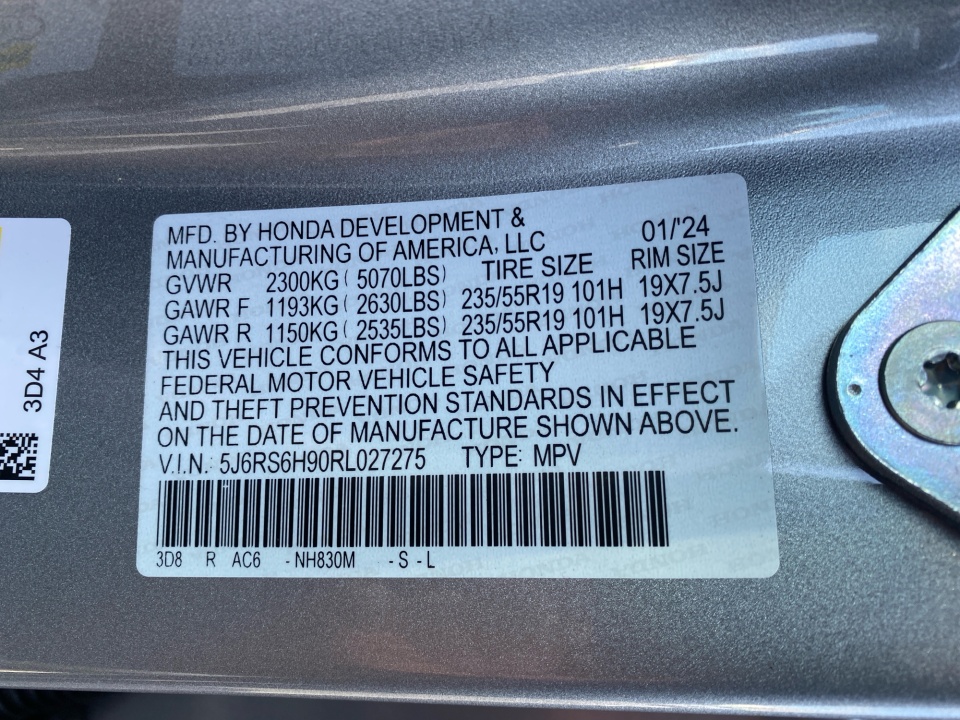 MFD. BY HONDA DEVELOPMENT &
MANUFACTURING OF AMERICA, LLC 01/'24
GVWR 2300KG ( 5070LBS) TIRE SIZE RIM SIZE
GAWR F 1193KG ( 2630LBS) 235/55R19 101H 19X7.5J
GAWR R 1150KG ( 2535LBS) 235/55R19 101H 19X7.5J
THIS VEHICLE CONFORMS TO ALL APPLICABLE
FEDERAL MOTOR VEHICLE SAFETY
AND THEFT PREVENTION STANDARDS IN EFFECT
ON THE DATE OF MANUFACTURE SHOWN ABOVE.
V.I.N.: 5J6RS6H90RL027275 TYPE: MPV
3D8 R AC6 -NH830M -S-L
3D4 A3